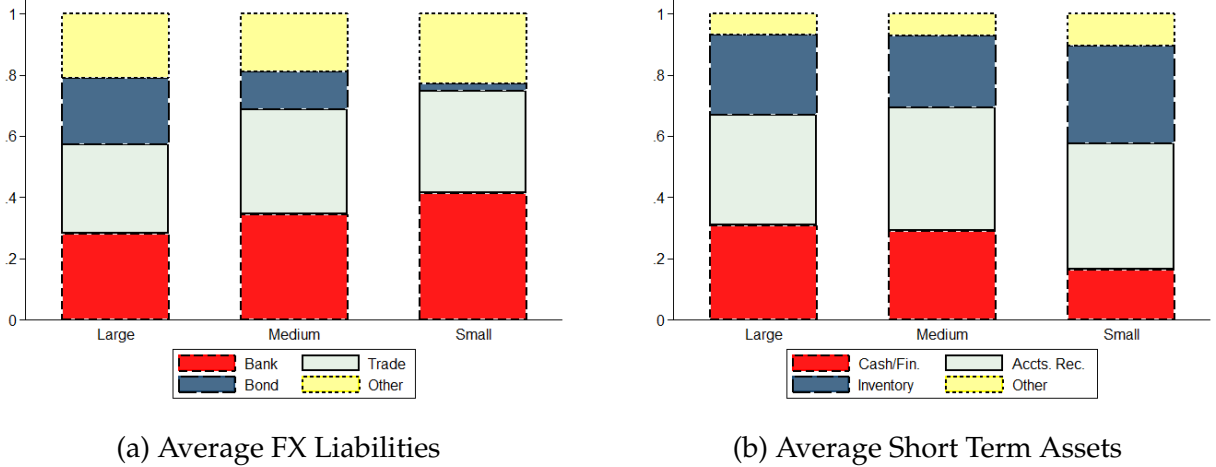 1
.8
.6
.4
.2
0
Large Medium Small
Bank Trade
Bond Other
(a) Average FX Liabilities
1
.8
.6
.4
.2
0
Large Medium Small
Cash/Fin. Accts. Rec.
Inventory Other
(b) Average Short Term Assets